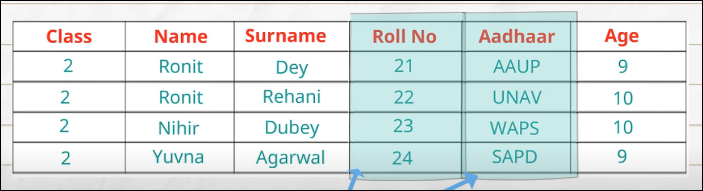 Class Name Surname Roll No Aadhaar Age
2 Ronit Dey 21 AAUP 9
2 Ronit Rehani 22 UNAV 10
2 Nihir Dubey 23 WAPS 10
2 Yuvna Agarwal 24 SAPD 9